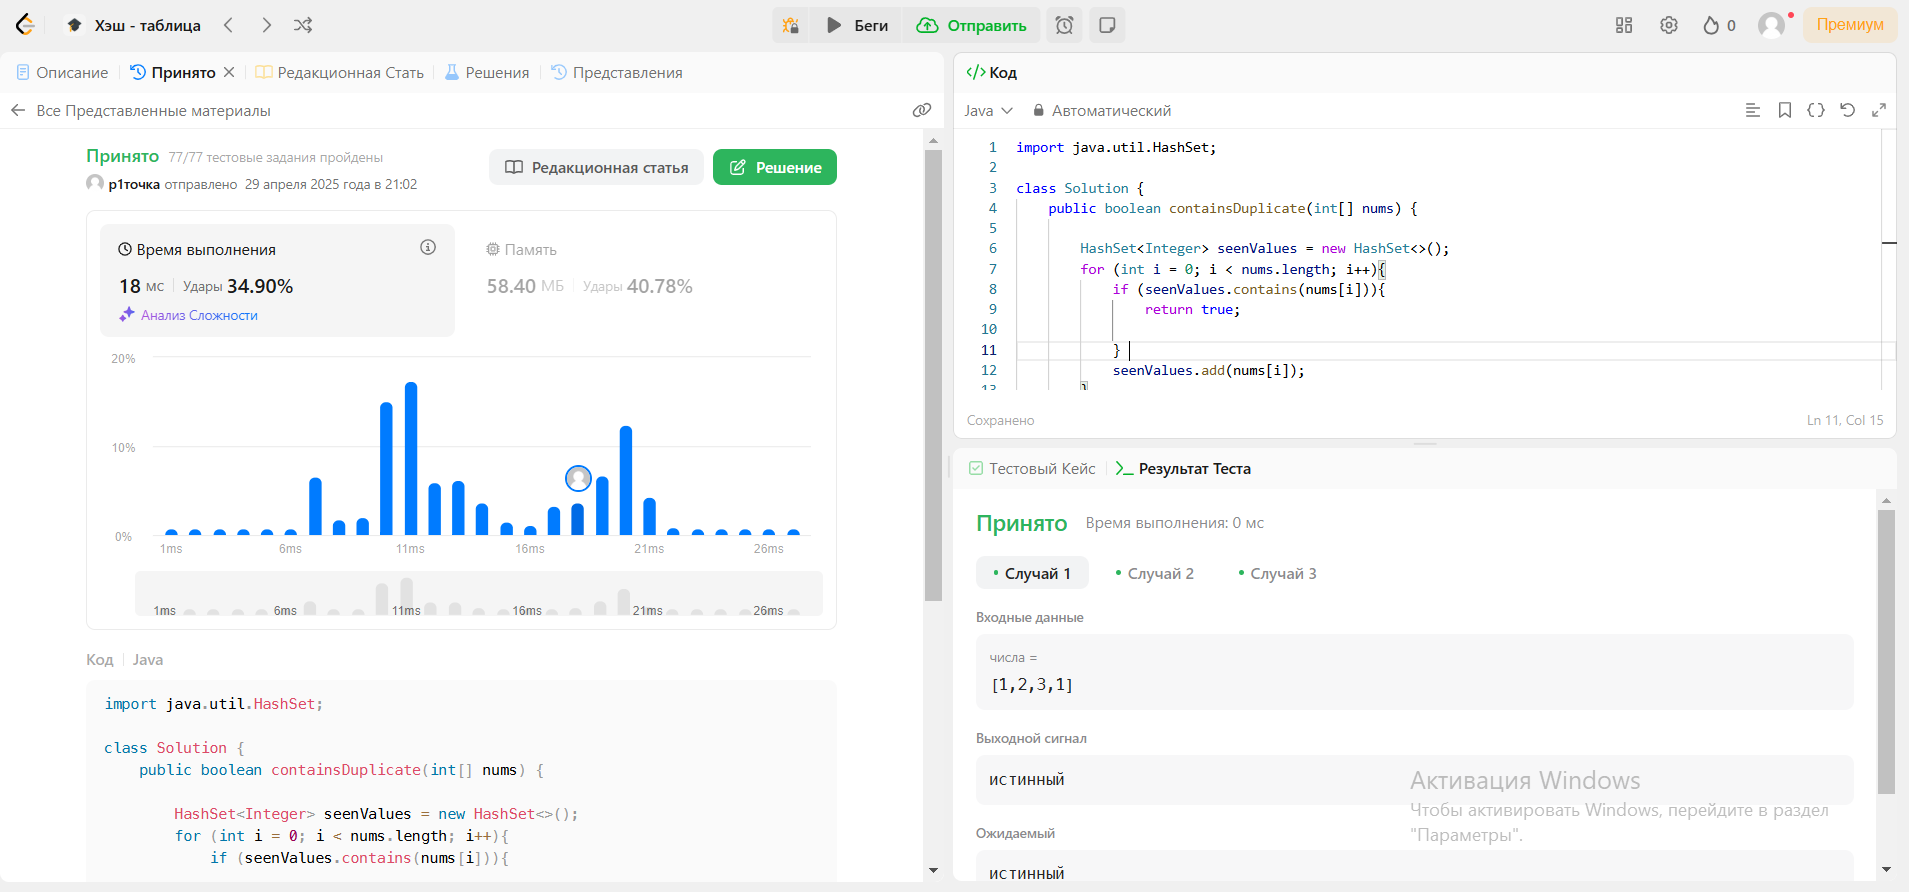 Хэш - таблица
Беги
Отправить
0
Премиум
Описание
Принято
Редакционная Стать
Решения
Представления
Все Представленные материалы
Принято 77/77 тестовые задания пройдены
р1точка отправлено 29 апреля 2025 года в 21:02
Редакционная статья
Решение
Время выполнения
18 мс Удары 34.90%
Анализ Сложности
Память
58.40 МБ Удары 40.78%
20%
10%
0%
1ms 6ms 11ms 16ms 21ms 26ms
1ms 6ms 11ms 16ms 21ms 26ms
Код Java
import java.util.HashSet;
class Solution {
public boolean containsDuplicate(int[] nums) {
HashSet<Integer> seenValues = new HashSet<>();
for (int i = 0; i < nums.length; i++){
if (seenValues.contains(nums[i])){
</> Код
Java Автоматический
1 import java.util.HashSet;
2
3 class Solution {
4 public boolean containsDuplicate(int[] nums) {
5
6 HashSet<Integer> seenValues = new HashSet<>();
7 for (int i = 0; i < nums.length; i++){
8 if (seenValues.contains(nums[i])){
9 return true;
10
11 }
12 seenValues.add(nums[i]);
13 }
Сохранено
Ln 11, Col 15
Тестовый Кейс
Результат Теста
Принято Время выполнения: 0 мс
Случай 1
Случай 2
Случай 3
Входные данные
числа =
[1,2,3,1]
Выходной сигнал
истинный
Ожидаемый
истинный
Активация Windows
Чтобы активировать Windows, перейдите в раздел
"Параметры".